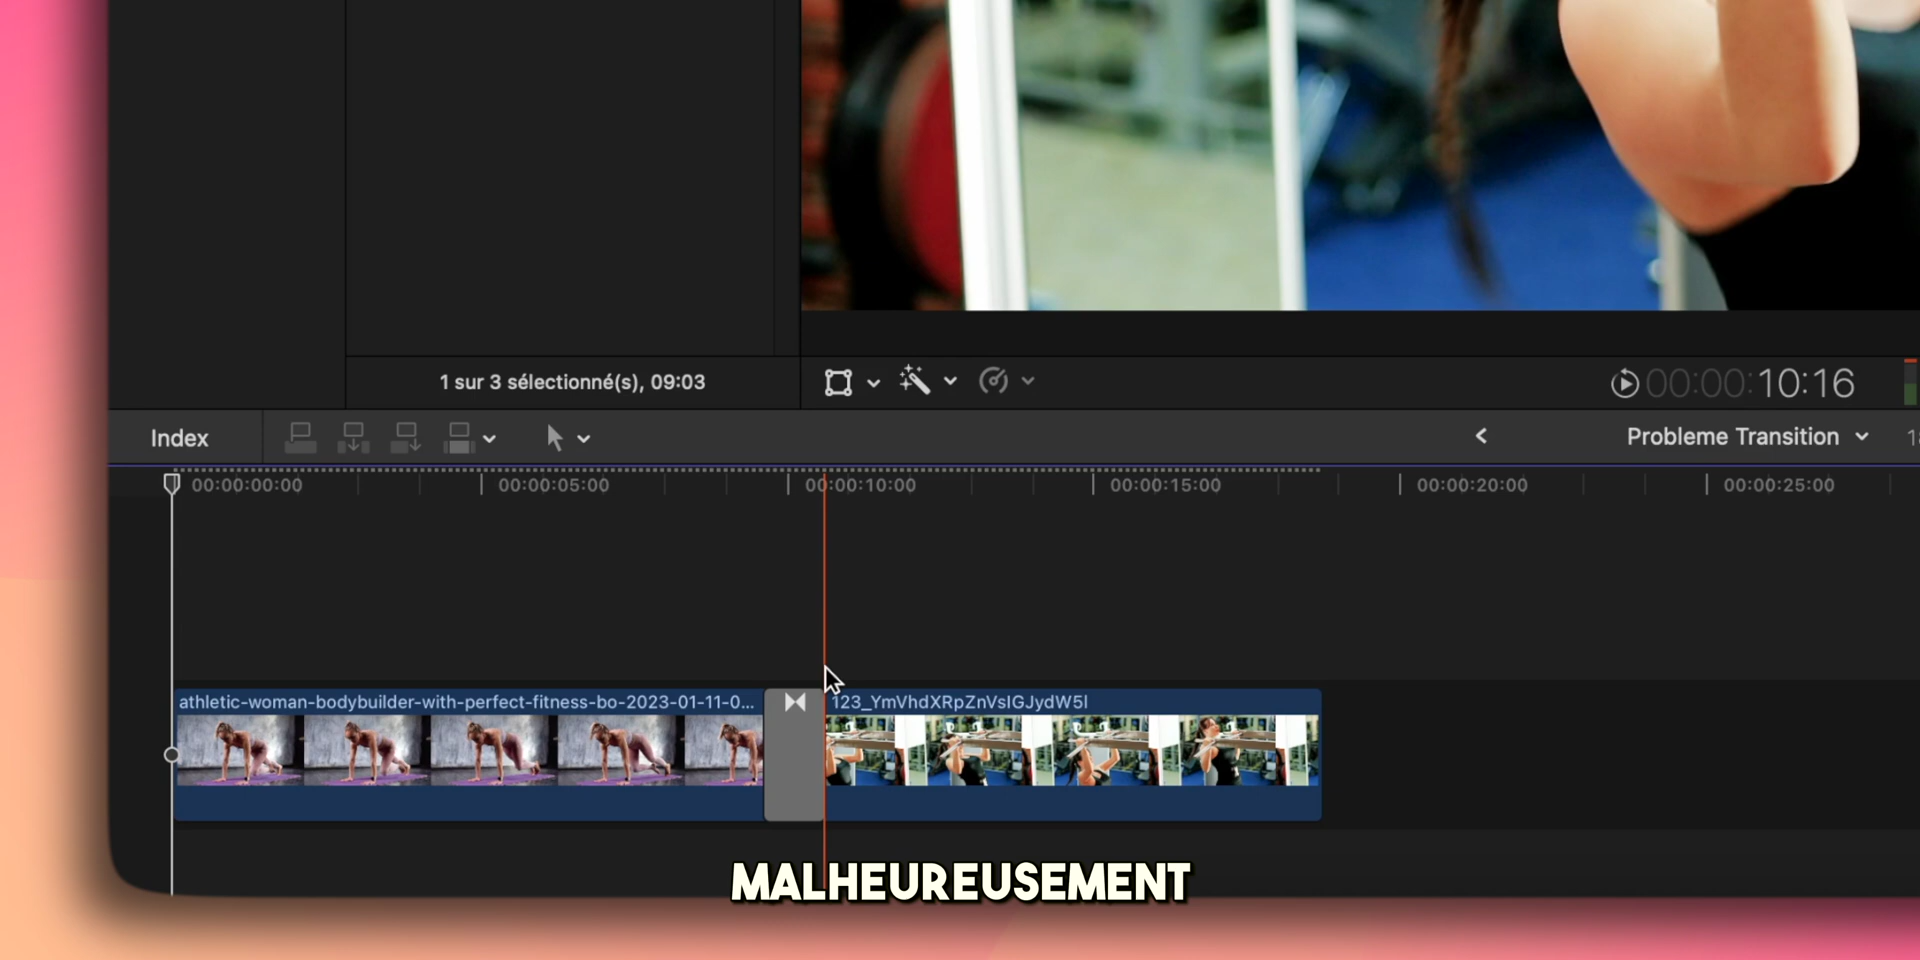 1 sur 3 sélectionné(s), 09:03
00:00:10:16
Index
Probleme Transition
00:00:00:00
00:00:05:00
00:00:10:00
00:00:15:00
00:00:20:00
00:00:25:00
athletic-woman-bodybuilder-with-perfect-fitness-bo-2023-01-11-0...
MALHEUREUSEMENT